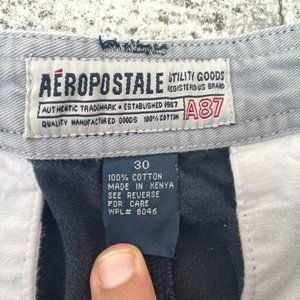 AÉROPOSTALE
UTILITY GOODS
REGISTERED US BRAND
AUTHENTIC TRADEMARK ★ ESTABLISHED 1987
QUALITY MANUFACTURED GOODS 100% COTTON
A87
30
100% COTTON
MADE IN KENYA
SEE REVERSE
FOR CARE
WPL# 8046